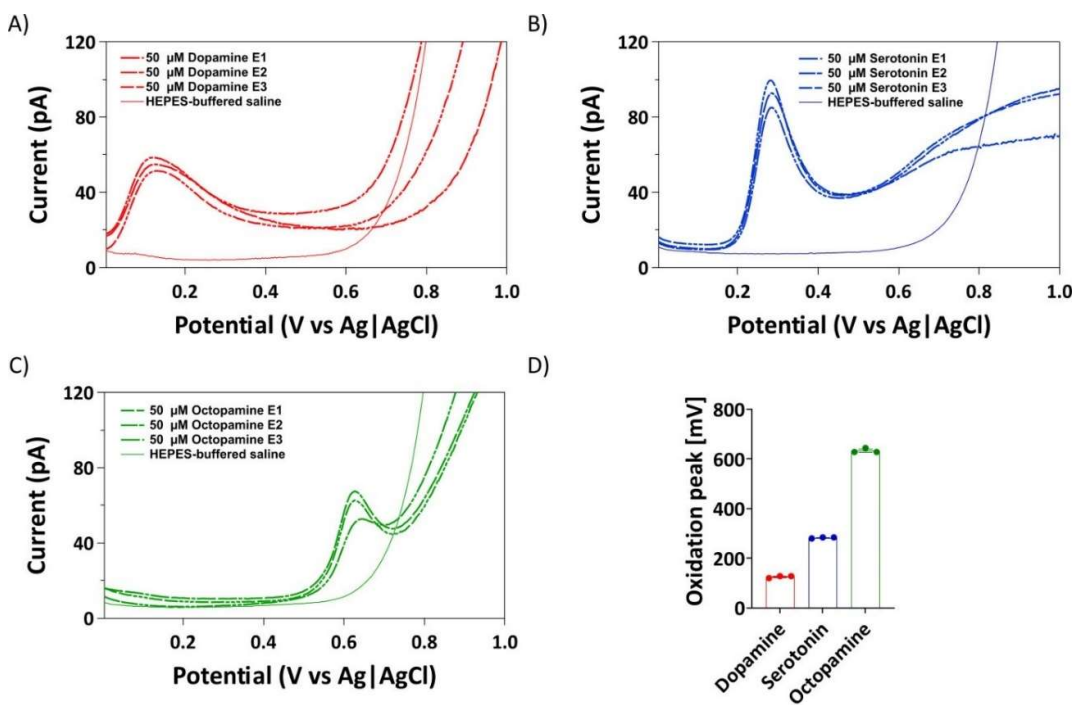 A)
120
80
40
0
Current (pA)
50 µM Dopamine E1
50 µM Dopamine E2
50 µM Dopamine E3
HEPES-buffered saline
0.2 0.4 0.6 0.8 1.0
Potential (V vs Ag|AgCl)
B)
120
80
40
0
Current (pA)
50 µM Serotonin E1
50 µM Serotonin E2
50 µM Serotonin E3
HEPES-buffered saline
0.2 0.4 0.6 0.8 1.0
Potential (V vs Ag|AgCl)
C)
120
80
40
0
Current (pA)
50 µM Octopamine E1
50 µM Octopamine E2
50 µM Octopamine E3
HEPES-buffered saline
0.2 0.4 0.6 0.8 1.0
Potential (V vs Ag|AgCl)
D)
800
600
400
200
0
Oxidation peak [mV]
Dopamine
Serotonin
Octopamine